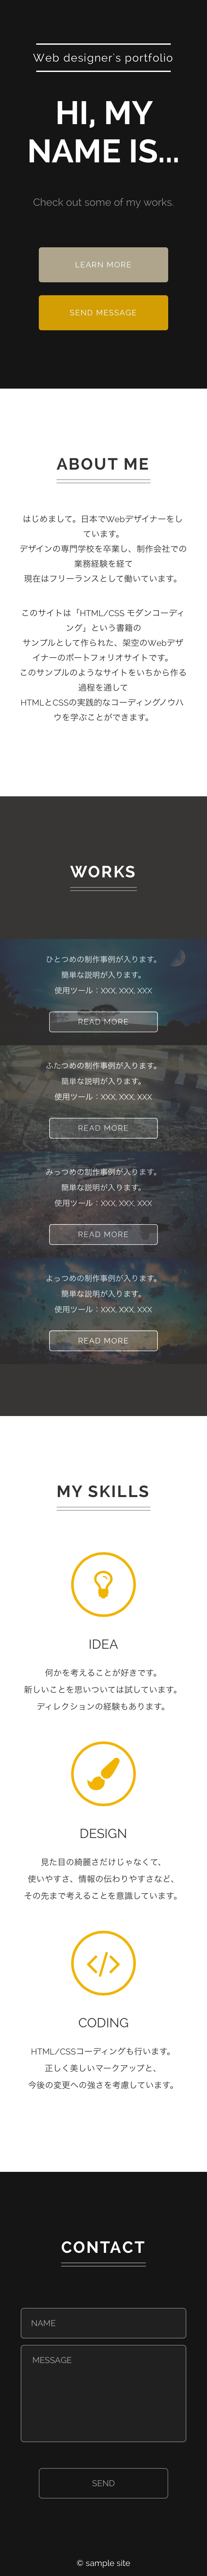 Web designer's portfolio
HI, MY
NAME IS...
Check out some of my works.
LEARN MORE
SEND MESSAGE
ABOUT ME
はじめまして。日本でWebデザイナーをし
ています。
デザインの専門学校を卒業し、制作会社での
業務経験を経て
現在はフリーランスとして働いています。
このサイトは「HTML/CSS モダンコーディ
ング」という書籍の
サンプルとして作られた、架空のWebデザ
イナーのポートフォリオサイトです。
このサンプルのようなサイトをいちから作る
過程を通して
HTMLとCSSの実践的なコーディングノウハ
ウを学ぶことができます。
WORKS
ひとつめの制作事例が入ります。
簡単な説明が入ります。
使用ツール：XXX, XXX, XXX
READ MORE
ふたつめの制作事例が入ります。
簡単な説明が入ります。
使用ツール：XXX, XXX, XXX
READ MORE
みっつめの制作事例が入ります。
簡単な説明が入ります。
使用ツール：XXX, XXX, XXX
READ MORE
よっつめの制作事例が入ります。
簡単な説明が入ります。
使用ツール：XXX, XXX, XXX
READ MORE
MY SKILLS
IDEA
何かを考えることが好きです。
新しいことを思いついては試しています。
ディレクションの経験もあります。
DESIGN
見た目の綺麗さだけじゃなくて、
使いやすさ、情報の伝わりやすさなど、
その先まで考えることを意識しています。
CODING
HTML/CSSコーディングも行います。
正しく美しいマークアップと、
今後の変更への強さを考慮しています。
CONTACT
NAME
MESSAGE
SEND
© sample site